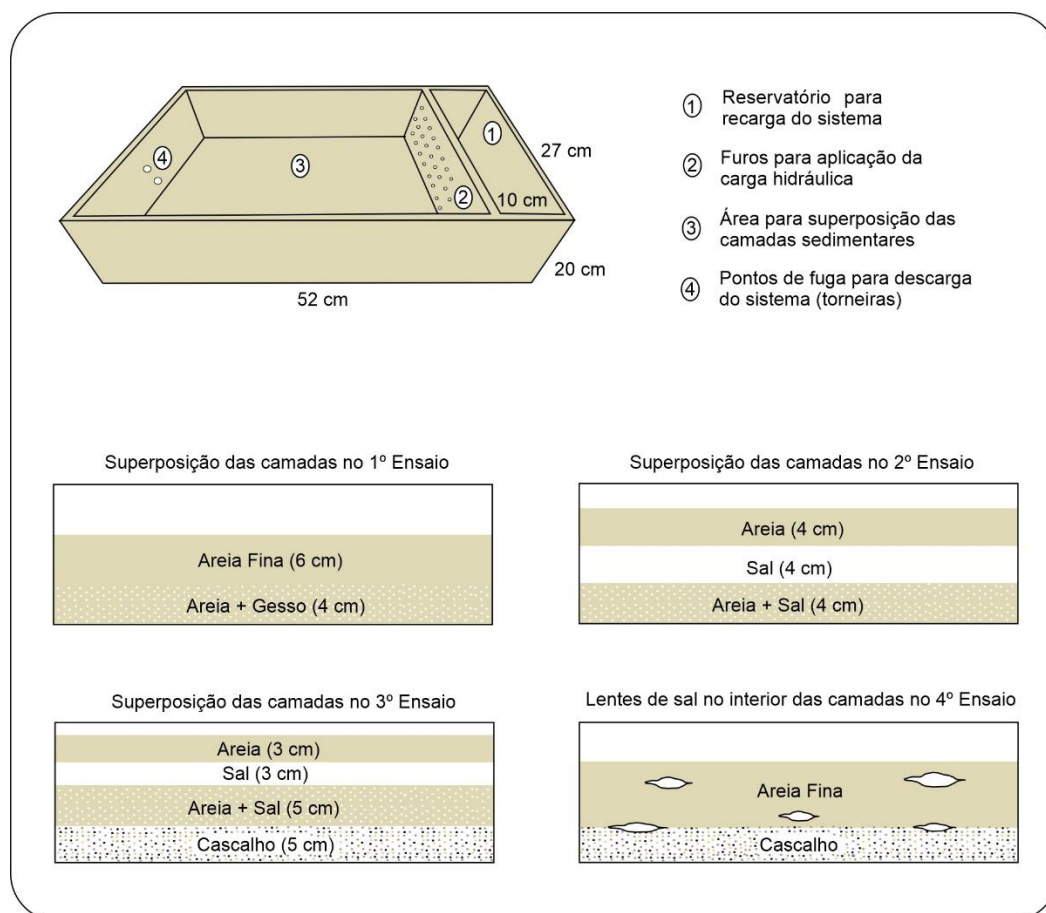 ① Reservatório para
recarga do sistema
② Furos para aplicação da
carga hidráulica
③ Área para superposição das
camadas sedimentares
④ Pontos de fuga para descarga
do sistema (torneiras)
①
②
③
④
27 cm
10 cm
20 cm
52 cm
Superposição das camadas no 1º Ensaio
Areia Fina (6 cm)
Areia + Gesso (4 cm)
Superposição das camadas no 2º Ensaio
Areia (4 cm)
Sal (4 cm)
Areia + Sal (4 cm)
Superposição das camadas no 3º Ensaio
Areia (3 cm)
Sal (3 cm)
Areia + Sal (5 cm)
Cascalho (5 cm)
Lentes de sal no interior das camadas no 4º Ensaio
Areia Fina
Cascalho